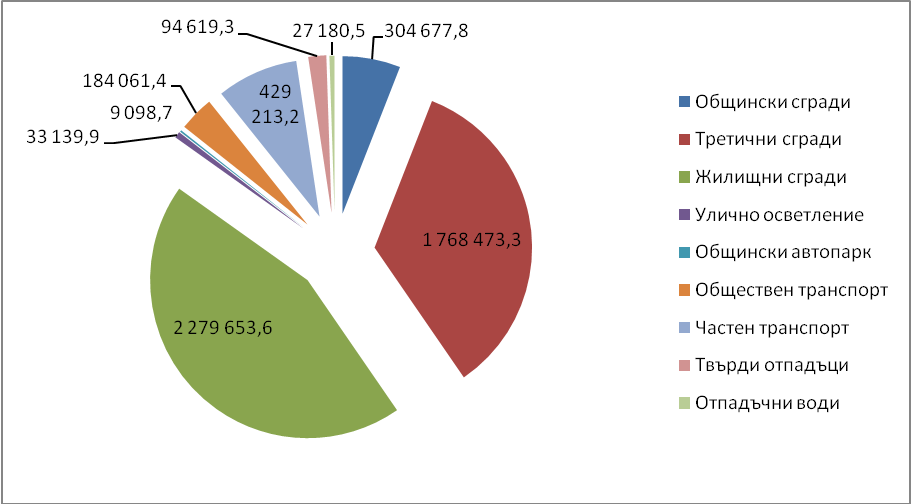 94 619,3
27 180,5
304 677,8
184 061,4
429
213,2
9 098,7
33 139,9
1 768 473,3
2 279 653,6
Общински сгради
Третични сгради
Жилищни сгради
Улично осветление
Общински автопарк
Обществен транспорт
Частен транспорт
Твърди отпадъци
Отпадъчни води